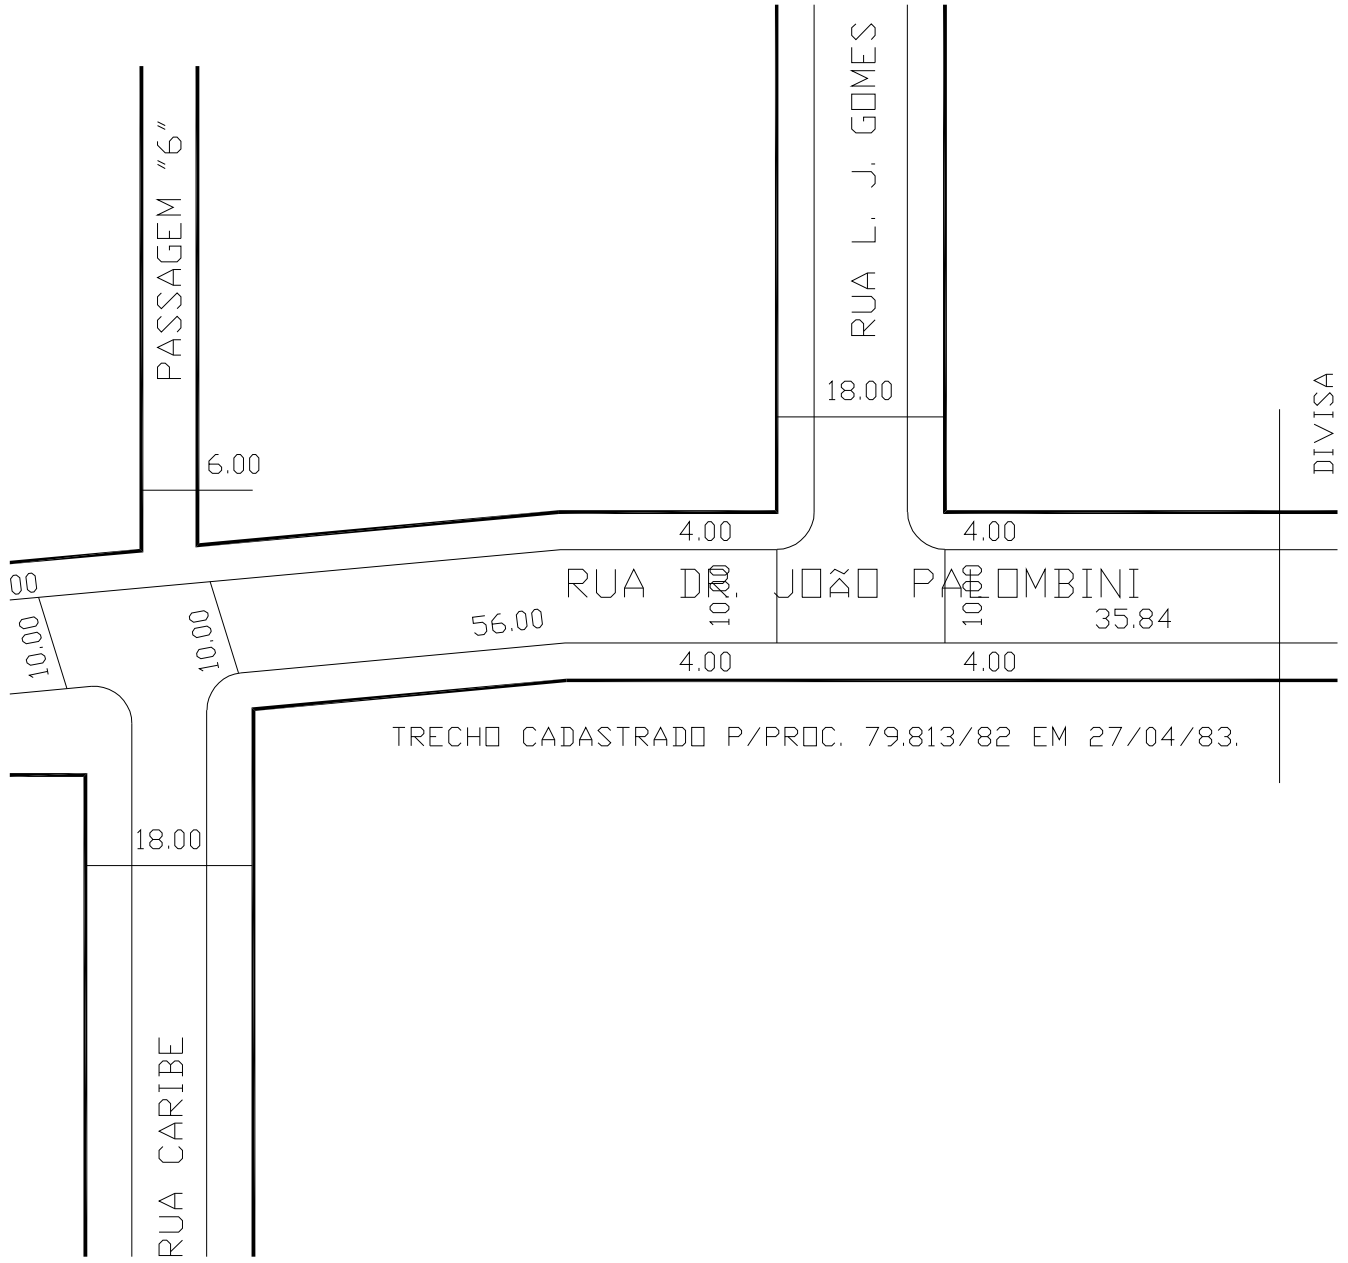 RUA L. J. GOMES
PASSAGEM "6"
18.00
DIVISA
6.00
4.00
4.00
00
RUA DR. JOãO PALOMBINI
10.00
10.00
10.00
10.00
56.00
35.84
4.00
4.00
TRECHO CADASTRADO P/PROC. 79.813/82 EM 27/04/83.
18.00
RUA CARIBE